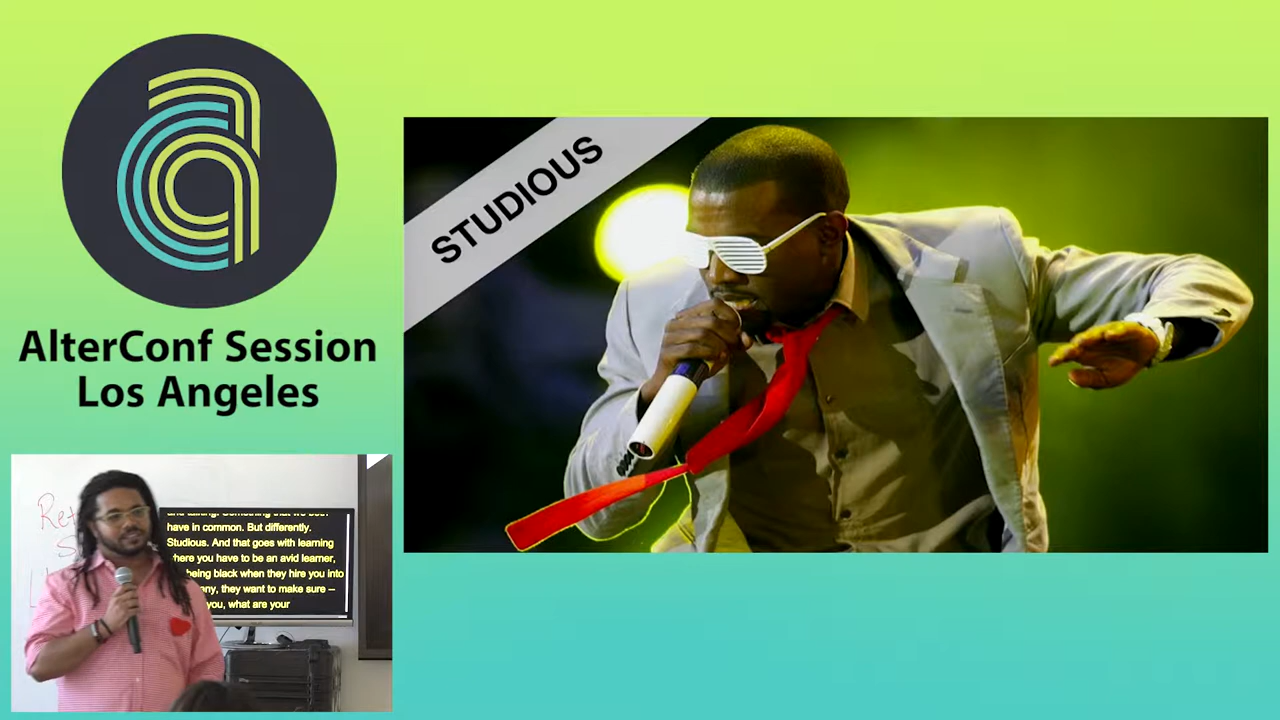 AlterConf Session
Los Angeles
STUDIOUS
Ret
have in common. But differently.
Studious. And that goes with learning
where you have to be an avid learner,
being black when they hire you into
they want to make sure –
you, what are your